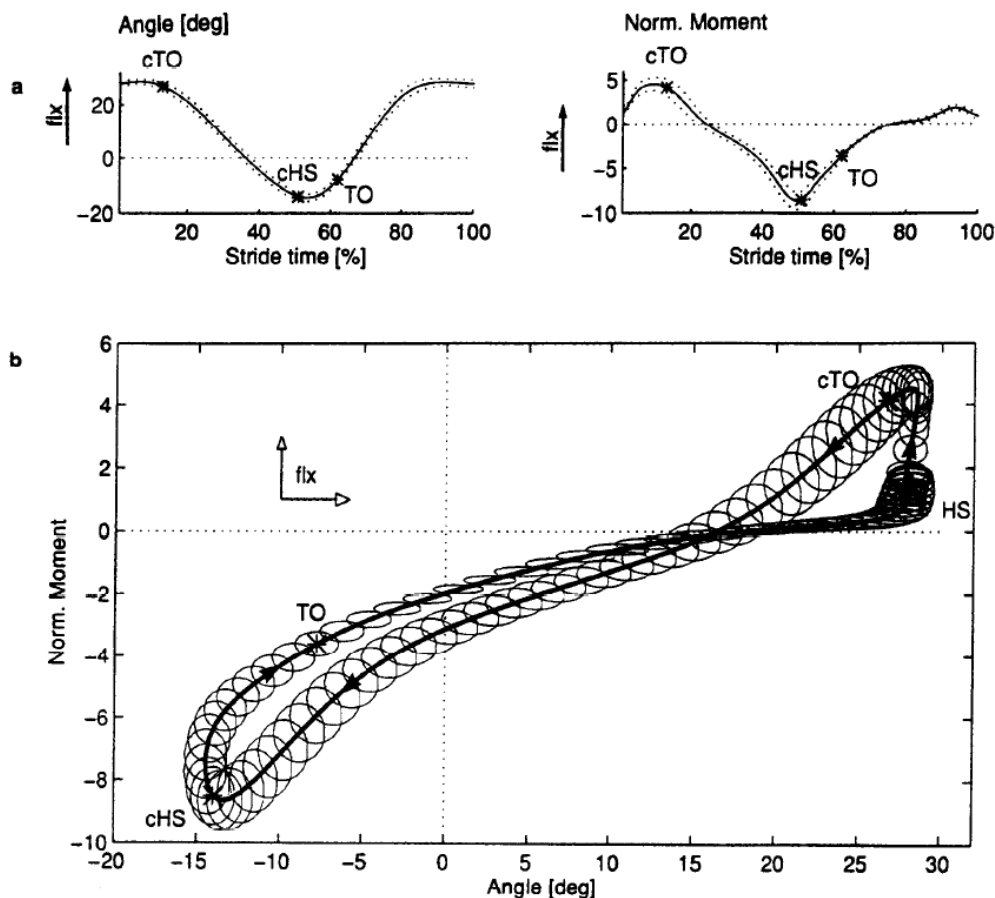 Angle [deg]
Norm. Moment
a
cTO
flx
20
0
-20
cHS
TO
20 40 60 80 100
Stride time [%]
cTO
flx
5
0
-5
-10
cHS
TO
20 40 60 80 100
Stride time [%]
b
6
4
2
0
-2
-4
-6
-8
-10
Norm. Moment
flx
cTO
HS
TO
cHS
-20 -15 -10 -5 0 5 10 15 20 25 30
Angle [deg]